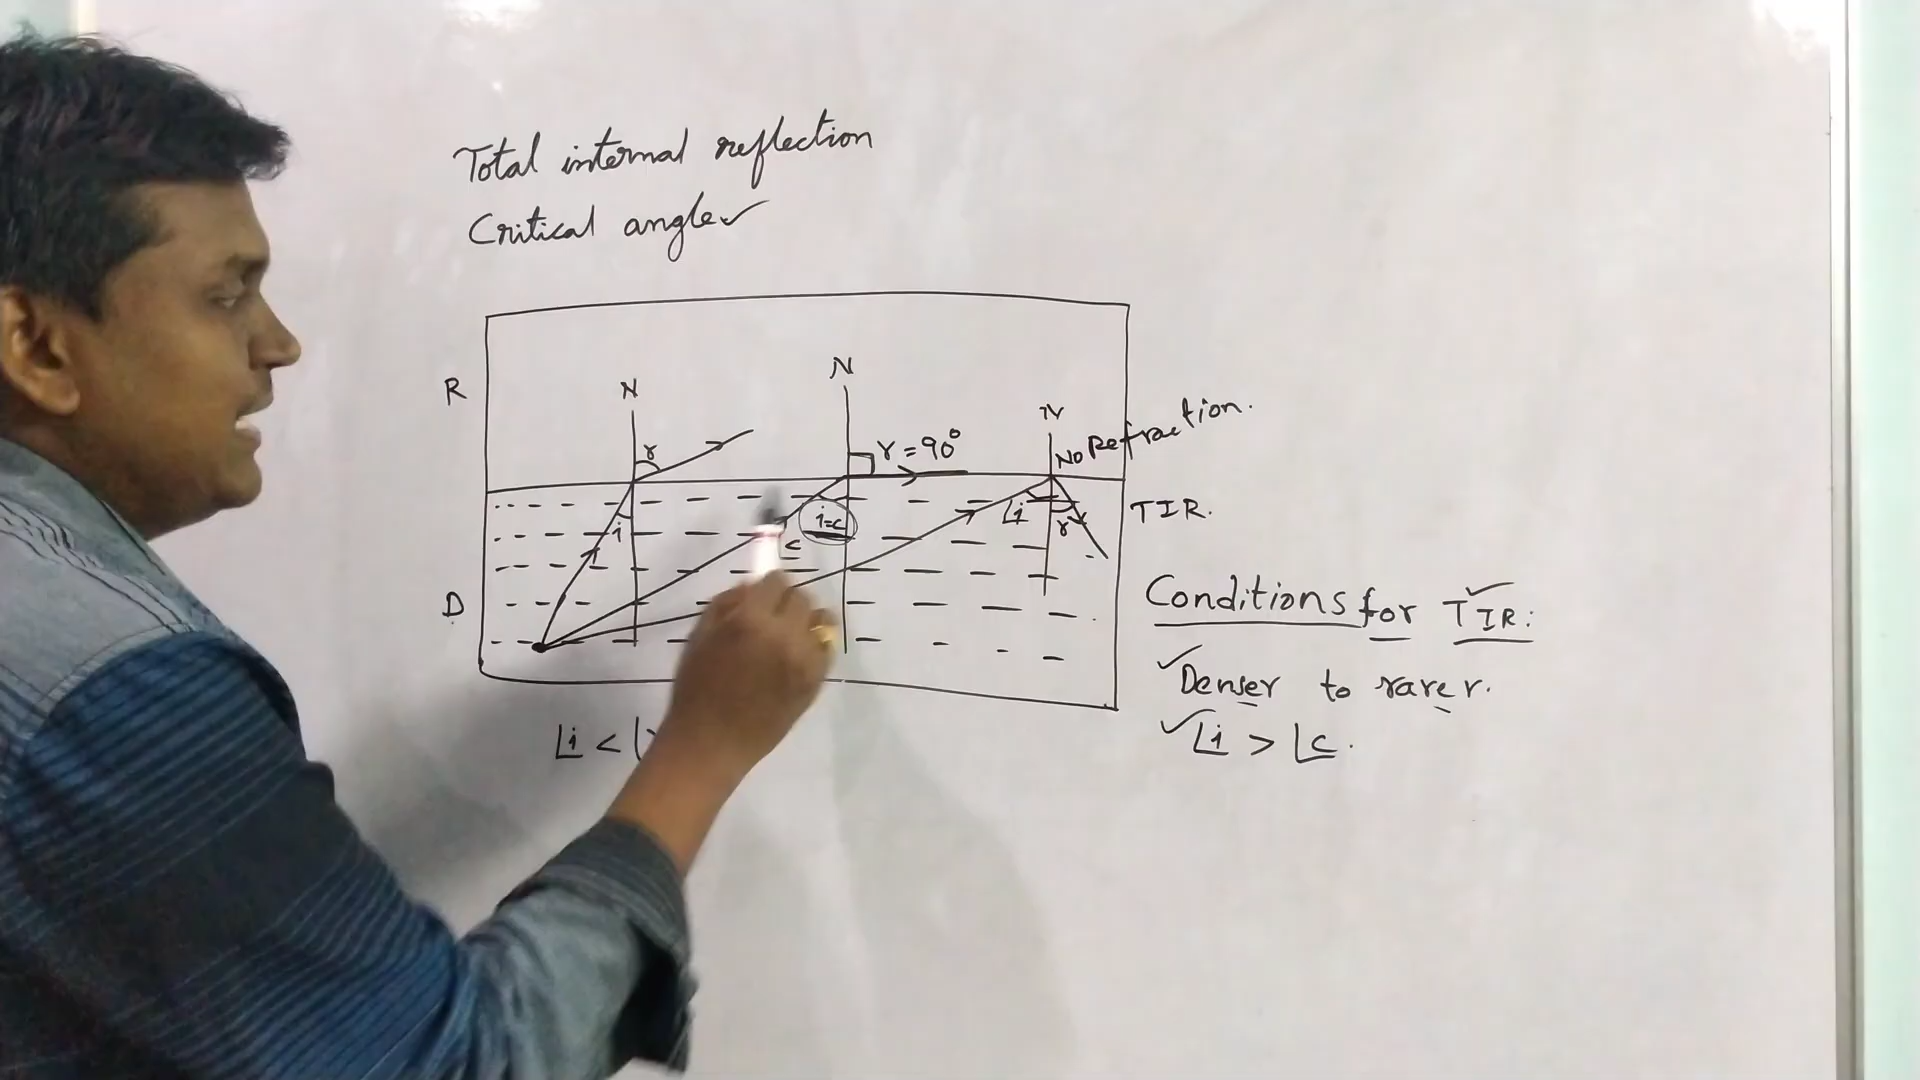 Total internal reflection
Critical angle✓
N
N
N
R
r
r = 90°
No Refraction.
i
i=c
c
∠i
r
TIR.
D
Conditions for TIR:
✓Denser to rarer.
∠i <
✓∠i > ∠c.